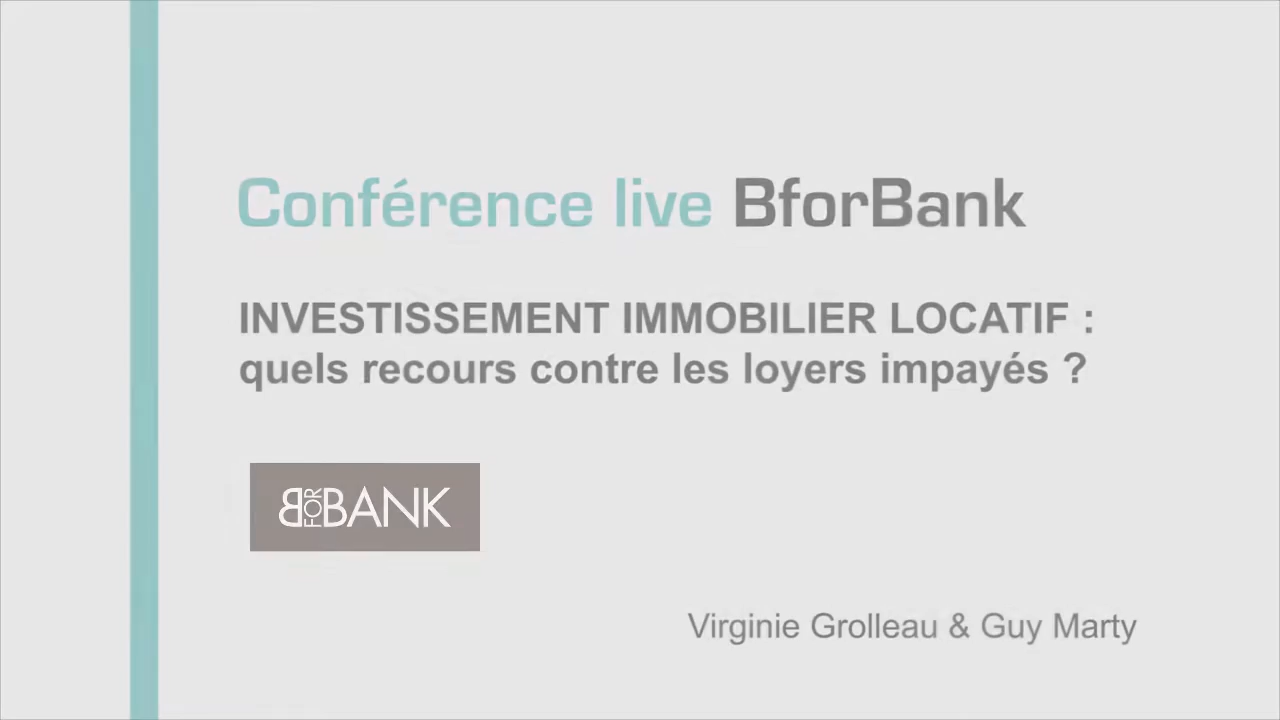 Conférence live BforBank
INVESTISSEMENT IMMOBILIER LOCATIF :
quels recours contre les loyers impayés ?
BFORBANK
Virginie Grolleau & Guy Marty